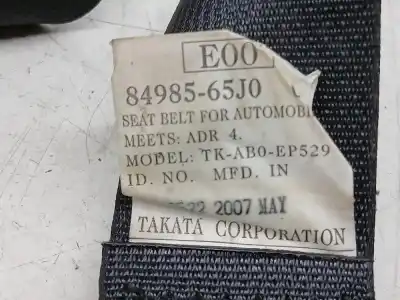 E00
84985-65J0
SEAT BELT FOR AUTOMOBI
MEETS: ADR 4.
MODEL: TK-AB0-EP529
ID. NO. MFD. IN
2007 MAY
TAKATA CORPORATION